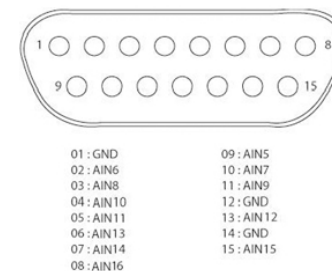 1 8
9 15
01 : GND 09 : AIN5
02 : AIN6 10 : AIN7
03 : AIN8 11 : AIN9
04 : AIN10 12 : GND
05 : AIN11 13 : AIN12
06 : AIN13 14 : GND
07 : AIN14 15 : AIN15
08 : AIN16